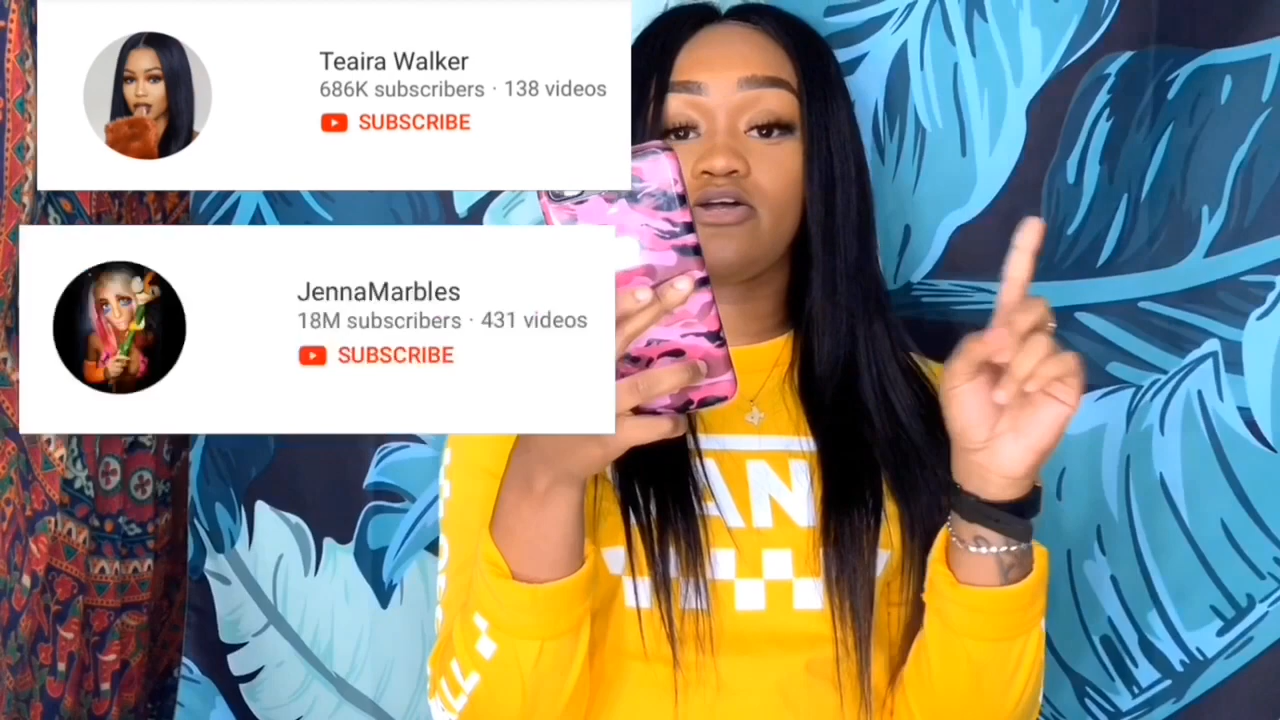 Teaira Walker
686K subscribers · 138 videos
SUBSCRIBE
JennaMarbles
18M subscribers · 431 videos
SUBSCRIBE